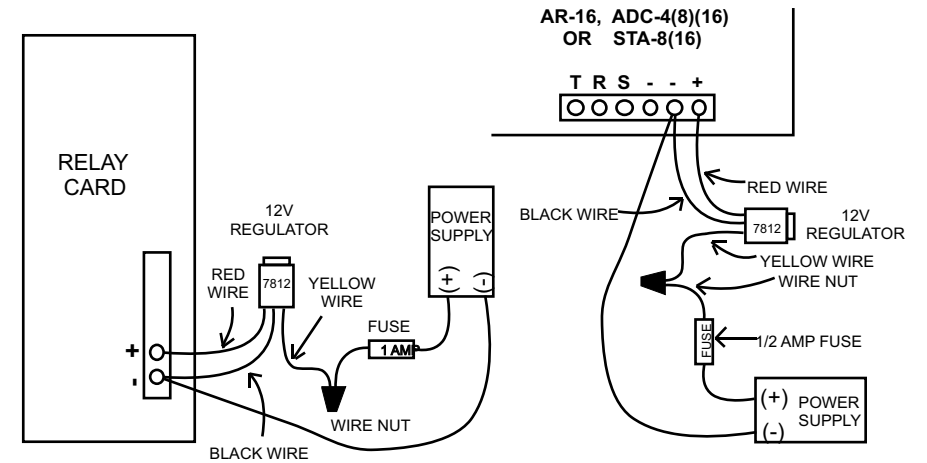 RELAY
CARD
12V
REGULATOR
7812
RED
WIRE
YELLOW
WIRE
FUSE
1 AMP
POWER
SUPPLY
(+)
(-)
+
-
WIRE NUT
BLACK WIRE
AR-16, ADC-4(8)(16)
OR STA-8(16)
T R S - - +
RED WIRE
BLACK WIRE
7812
12V
REGULATOR
YELLOW WIRE
WIRE NUT
FUSE
1/2 AMP FUSE
(+)
(-)
POWER
SUPPLY